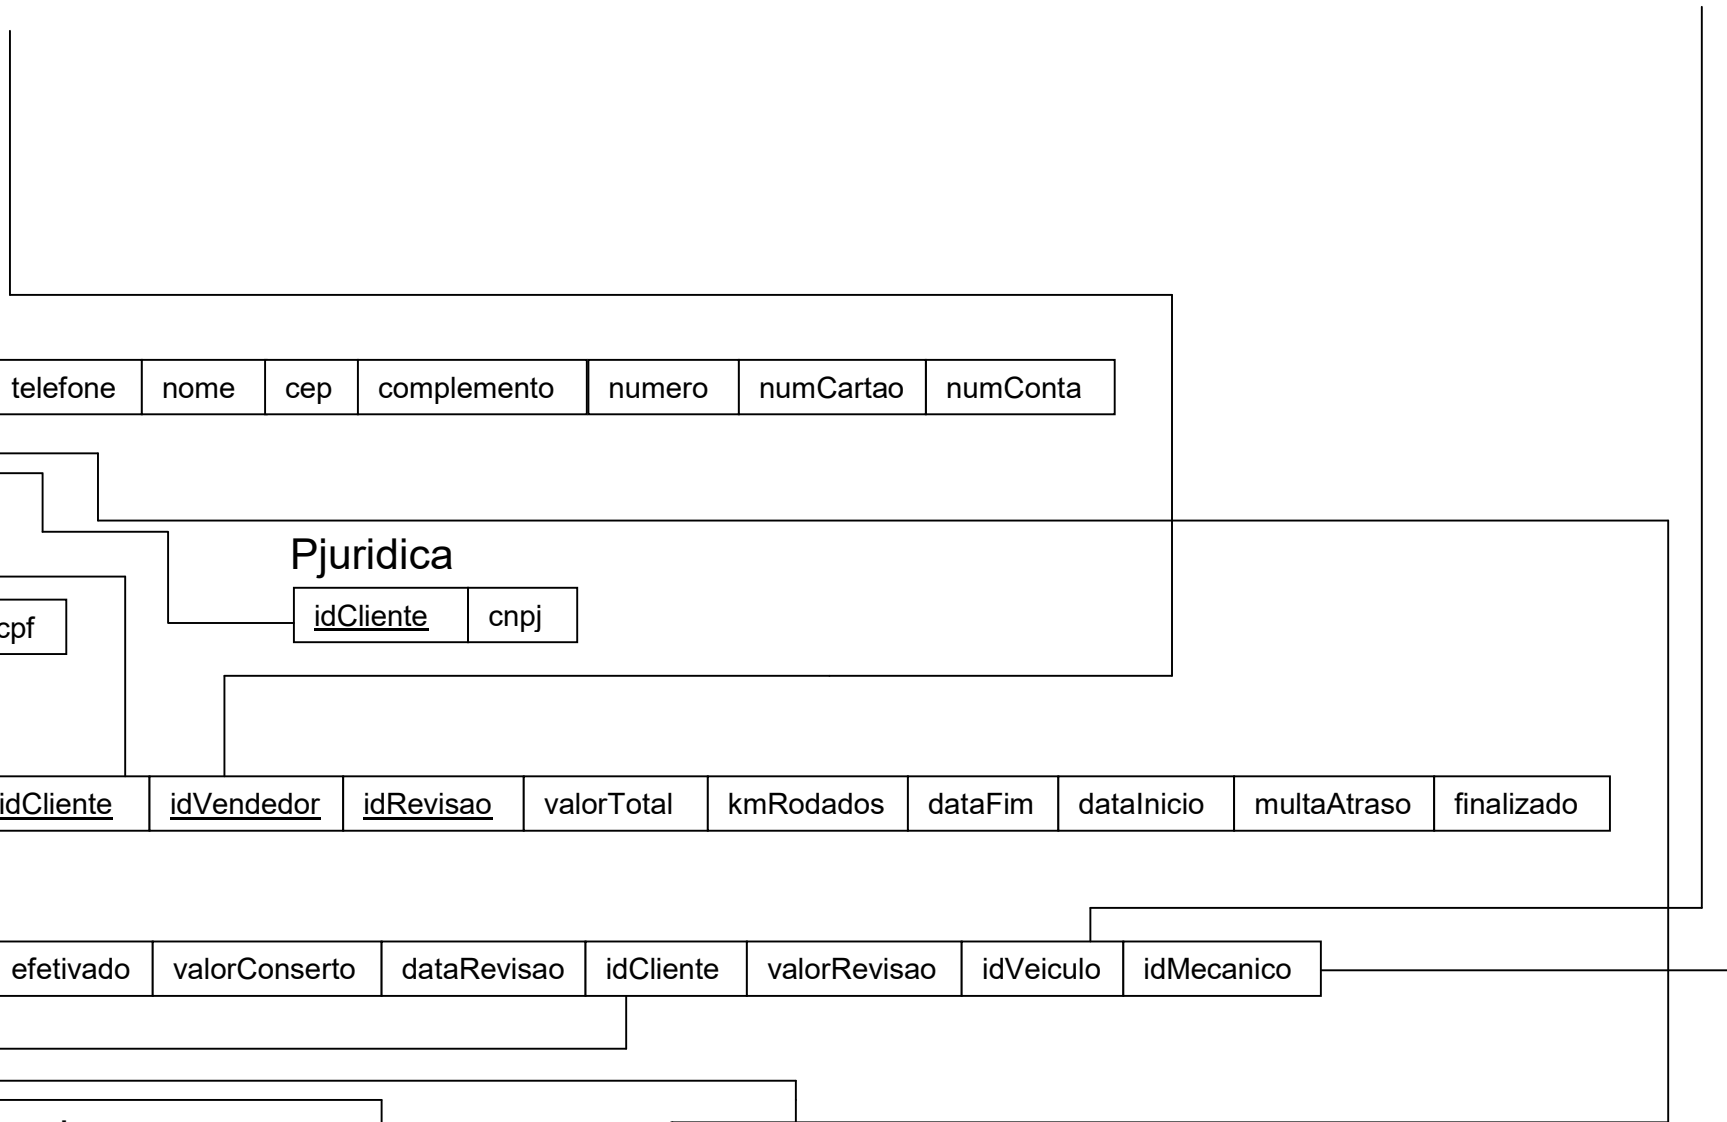 telefone nome cep complemento numero numCartao numConta
Pjuridica
idCliente cnpj
cpf
idCliente idVendedor idRevisao valorTotal kmRodados dataFim dataInicio multaAtraso finalizado
efetivado valorConserto dataRevisao idCliente valorRevisao idVeiculo idMecanico